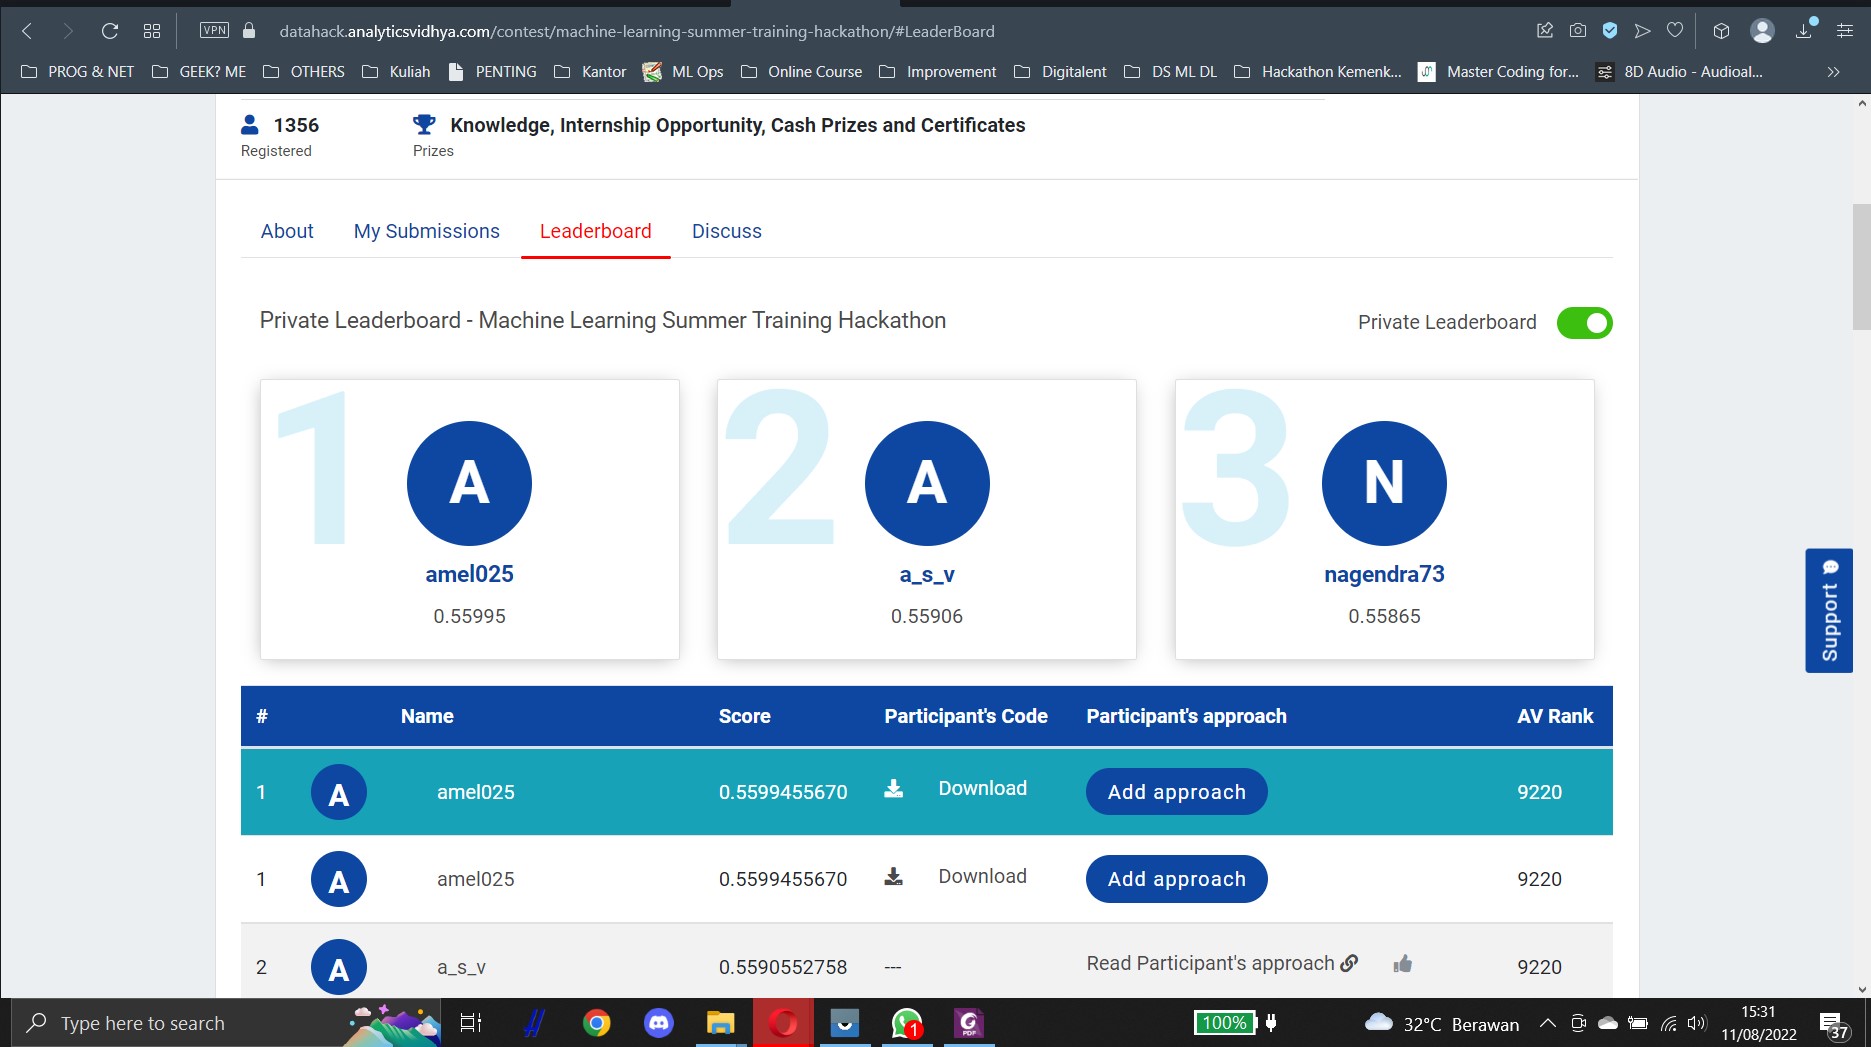 VPN datahack.analyticsvidhya.com/contest/machine-learning-summer-training-hackathon/#LeaderBoard
PROG & NET GEEK? ME OTHERS Kuliah PENTING Kantor ML Ops Online Course Improvement Digitalent DS ML DL Hackathon Kemenk... Master Coding for... 8D Audio - Audioal...
1356 Knowledge, Internship Opportunity, Cash Prizes and Certificates
Registered Prizes
About My Submissions Leaderboard Discuss
Private Leaderboard - Machine Learning Summer Training Hackathon Private Leaderboard
1 A 2 A 3 N
amel025 a_s_v nagendra73
0.55995 0.55906 0.55865
Support
# Name Score Participant's Code Participant's approach AV Rank
1 A amel025 0.5599455670 Download Add approach 9220
1 A amel025 0.5599455670 Download Add approach 9220
2 A a_s_v 0.5590552758 --- Read Participant's approach 9220
Type here to search 1 PDF 100% 32°C Berawan 15:31
11/08/2022 37